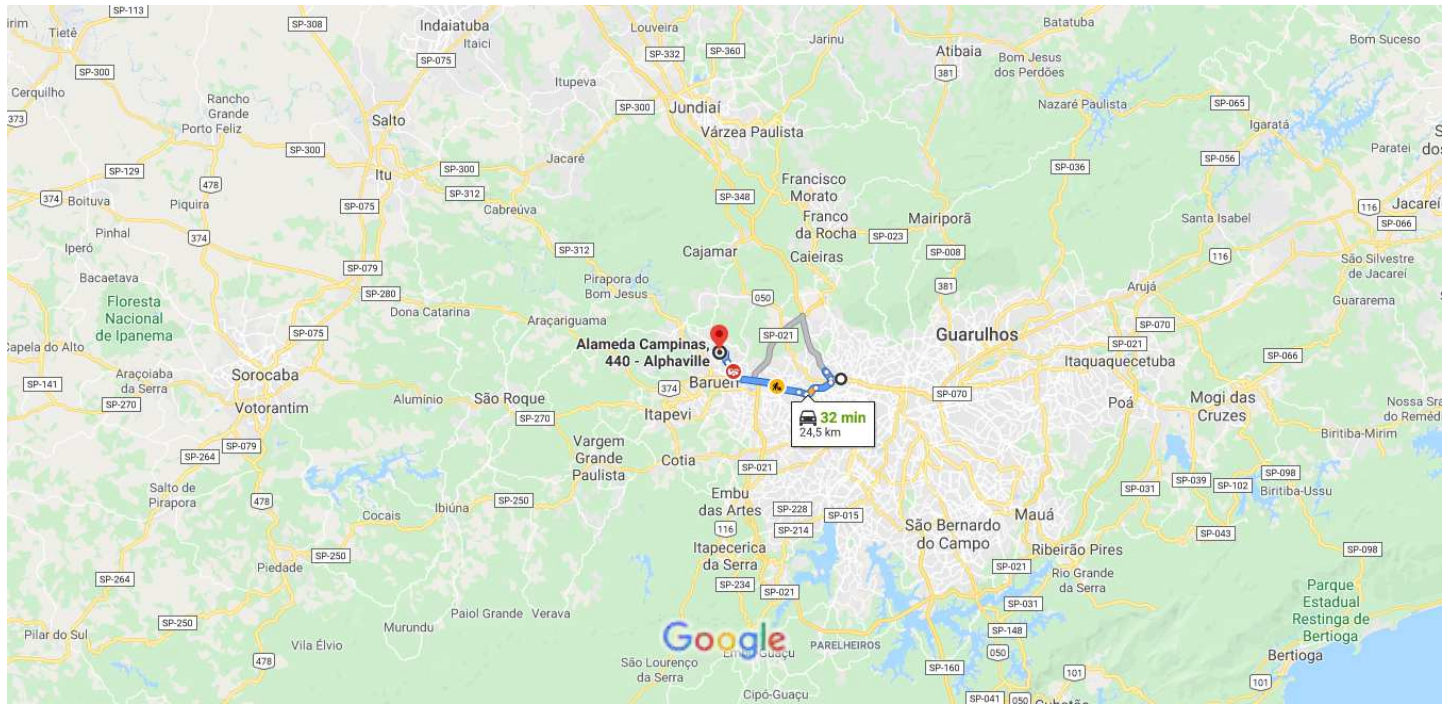 SP-113
SP-308
Indaiatuba
Itaici
SP-075
Louveira
SP-332
SP-360
Jarinu
Batatuba
Atibaia
381
Bom Jesus
dos Perdões
Bom Suceso
Tietê
SP-300
Cerquilho
373
Rancho
Grande
Porto Feliz
Itupeva
SP-300
Jundiaí
Várzea Paulista
Nazaré Paulista
SP-065
Igaratá
Salto
SP-300
Itu
Jacaré
SP-300
SP-312
Cabreúva
SP-129
374
Boituva
478
Piquira
SP-075
SP-036
SP-056
Paratei
Francisco
Morato
SP-348
Franco
da Rocha
Mairiporã
SP-023
SP-008
Santa Isabel
116
Jacareí
SP-066
Pinhal
Iperó
374
SP-312
Cajamar
Caieiras
116
São Silvestre
de Jacareí
Bacaetava
SP-079
SP-280
Dona Catarina
Pirapora do
Bom Jesus
050
381
Arujá
Guararema
Floresta
Nacional
de Ipanema
SP-075
Araçariguama
SP-021
Guarulhos
SP-070
SP-021
Capela do Alto
Alameda Campinas,
440 - Alphaville
Itaquaquecetuba
SP-066
SP-141
Araçoiaba
da Serra
Sorocaba
374
SP-070
SP-270
Votorantim
Alumínio
São Roque
SP-270
Itapevi
32 min
24,5 km
Poá
Mogi das
Cruzes
Biritiba-Mirim
SP-264
SP-079
Vargem
Grande
Paulista
Cotia
SP-021
SP-098
Salto de
Pirapora
478
SP-250
Embu
das Artes
SP-228
SP-214
SP-015
SP-031
SP-039
SP-102
Biritiba-Ussu
Cocais
Ibiúna
116
São Bernardo
do Campo
Mauá
SP-043
SP-250
Piedade
Itapecerica
da Serra
Ribeirão Pires
SP-098
SP-264
SP-234
SP-021
SP-021
Rio Grande
da Serra
Parque
Estadual
Restinga de
Bertioga
SP-250
Paiol Grande
Verava
SP-031
Pilar do Sul
Murundu
Google
SP-148
Vila Élvio
PARELHEIROS
050
Bertioga
478
São Lourenço
da Serra
SP-160
101
101
Cipó-Guaçu
SP-041
050